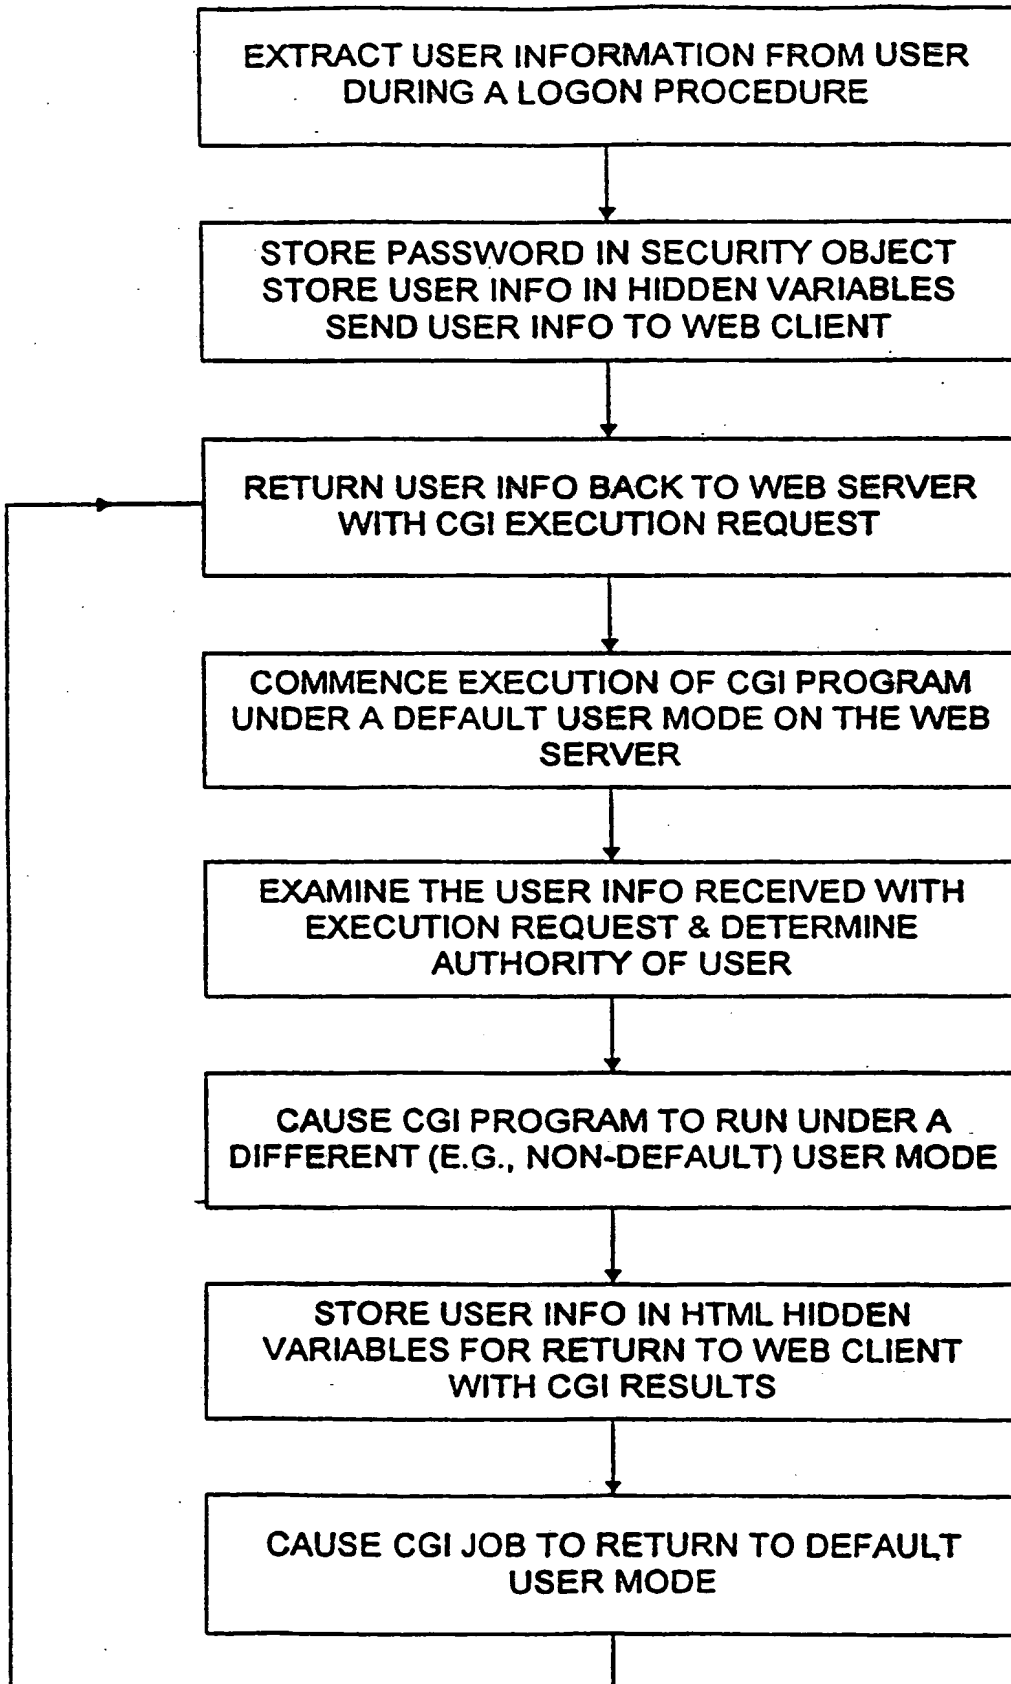 EXTRACT USER INFORMATION FROM USER
DURING A LOGON PROCEDURE
STORE PASSWORD IN SECURITY OBJECT
STORE USER INFO IN HIDDEN VARIABLES
SEND USER INFO TO WEB CLIENT
RETURN USER INFO BACK TO WEB SERVER
WITH CGI EXECUTION REQUEST
COMMENCE EXECUTION OF CGI PROGRAM
UNDER A DEFAULT USER MODE ON THE WEB
SERVER
EXAMINE THE USER INFO RECEIVED WITH
EXECUTION REQUEST & DETERMINE
AUTHORITY OF USER
CAUSE CGI PROGRAM TO RUN UNDER A
DIFFERENT (E.G., NON-DEFAULT) USER MODE
STORE USER INFO IN HTML HIDDEN
VARIABLES FOR RETURN TO WEB CLIENT
WITH CGI RESULTS
CAUSE CGI JOB TO RETURN TO DEFAULT
USER MODE